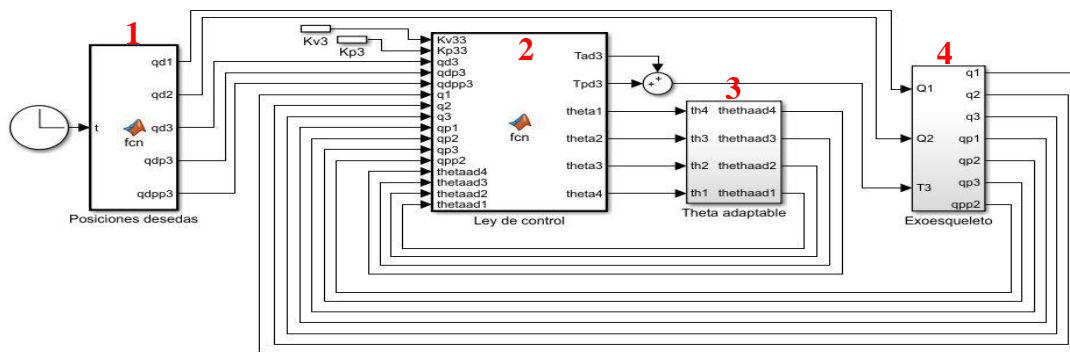 1
t
qd1
qd2
qd3
qdp3
qdpp3
fcn
Posiciones desedas
Kv3
Kp3
2
Kv33
Kp33
qd3
qdp3
qdpp3
q1
q2
q3
qp1
qp2
qp3
qpp2
thetaad4
thetaad3
thetaad2
thetaad1
fcn
Tad3
Tpd3
theta1
theta2
theta3
theta4
Ley de control
+
+
3
th4
th3
th2
th1
thethaad4
thethaad3
thethaad2
thethaad1
Theta adaptable
4
Q1
Q2
T3
q1
q2
q3
qp1
qp2
qp3
qpp2
Exoesqueleto